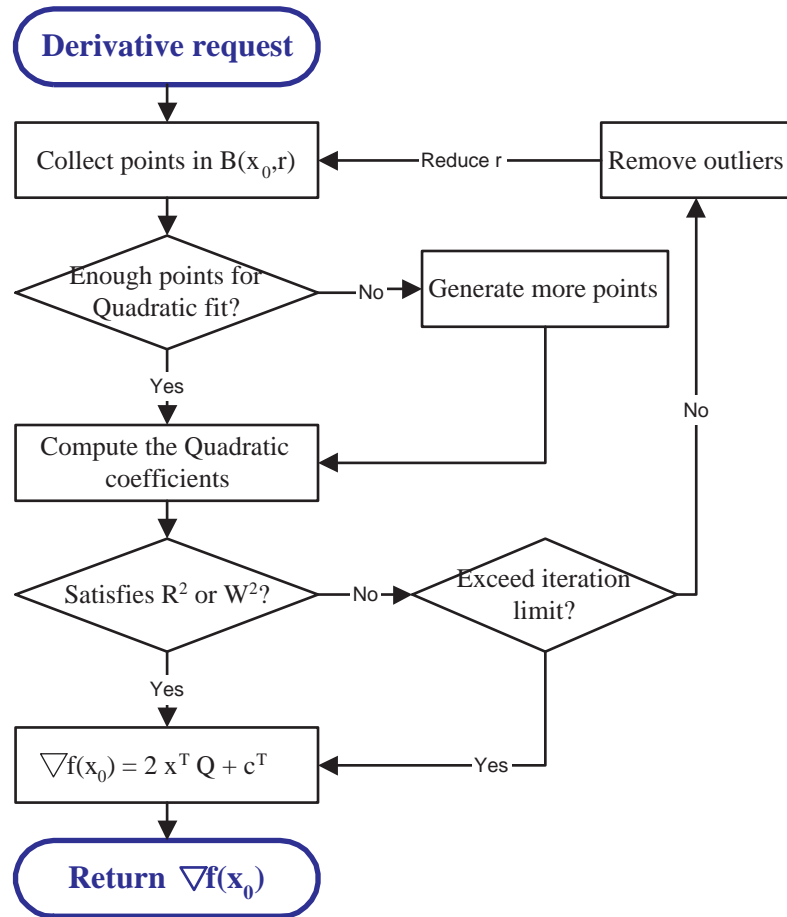 Derivative request
Collect points in B(x₀,r)
Reduce r
Remove outliers
Enough points for
Quadratic fit?
No
Generate more points
Yes
No
Compute the Quadratic
coefficients
Satisfies R² or W²?
No
Exceed iteration
limit?
Yes
▽f(x₀) = 2 xᵀ Q + cᵀ
Yes
Return ▽f(x₀)